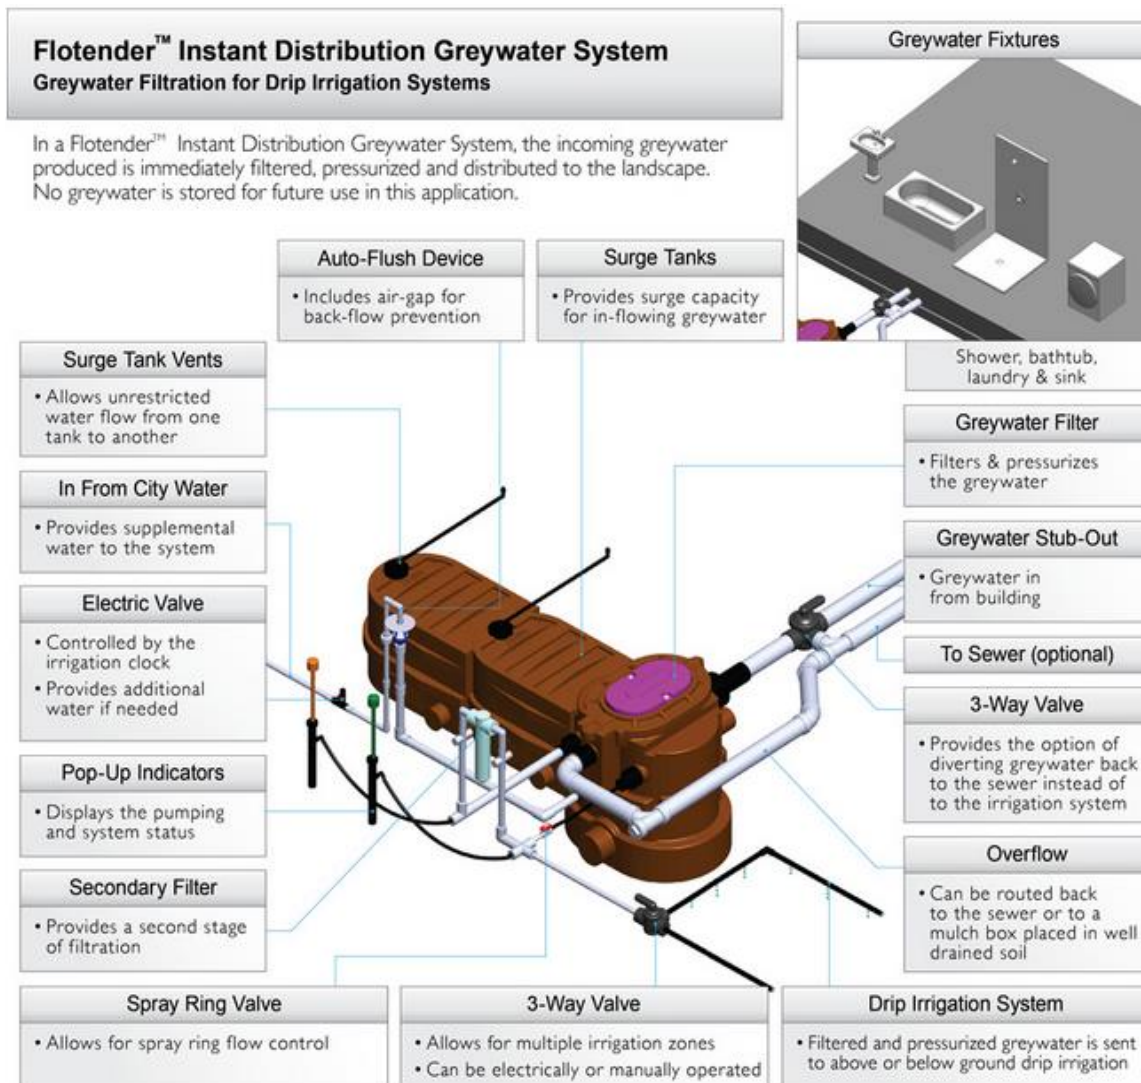 Flotender™ Instant Distribution Greywater System
Greywater Filtration for Drip Irrigation Systems
In a Flotender™ Instant Distribution Greywater System, the incoming greywater
produced is immediately filtered, pressurized and distributed to the landscape.
No greywater is stored for future use in this application.
Greywater Fixtures
Shower, bathtub,
laundry & sink
Auto-Flush Device
• Includes air-gap for
back-flow prevention
Surge Tanks
• Provides surge capacity
for in-flowing greywater
Surge Tank Vents
• Allows unrestricted
water flow from one
tank to another
In From City Water
• Provides supplemental
water to the system
Electric Valve
• Controlled by the
irrigation clock
• Provides additional
water if needed
Pop-Up Indicators
• Displays the pumping
and system status
Secondary Filter
• Provides a second stage
of filtration
Greywater Filter
• Filters & pressurizes
the greywater
Greywater Stub-Out
• Greywater in
from building
To Sewer (optional)
3-Way Valve
• Provides the option of
diverting greywater back
to the sewer instead of
to the irrigation system
Overflow
• Can be routed back
to the sewer or to a
mulch box placed in well
drained soil
Spray Ring Valve
• Allows for spray ring flow control
3-Way Valve
• Allows for multiple irrigation zones
• Can be electrically or manually operated
Drip Irrigation System
• Filtered and pressurized greywater is sent
to above or below ground drip irrigation